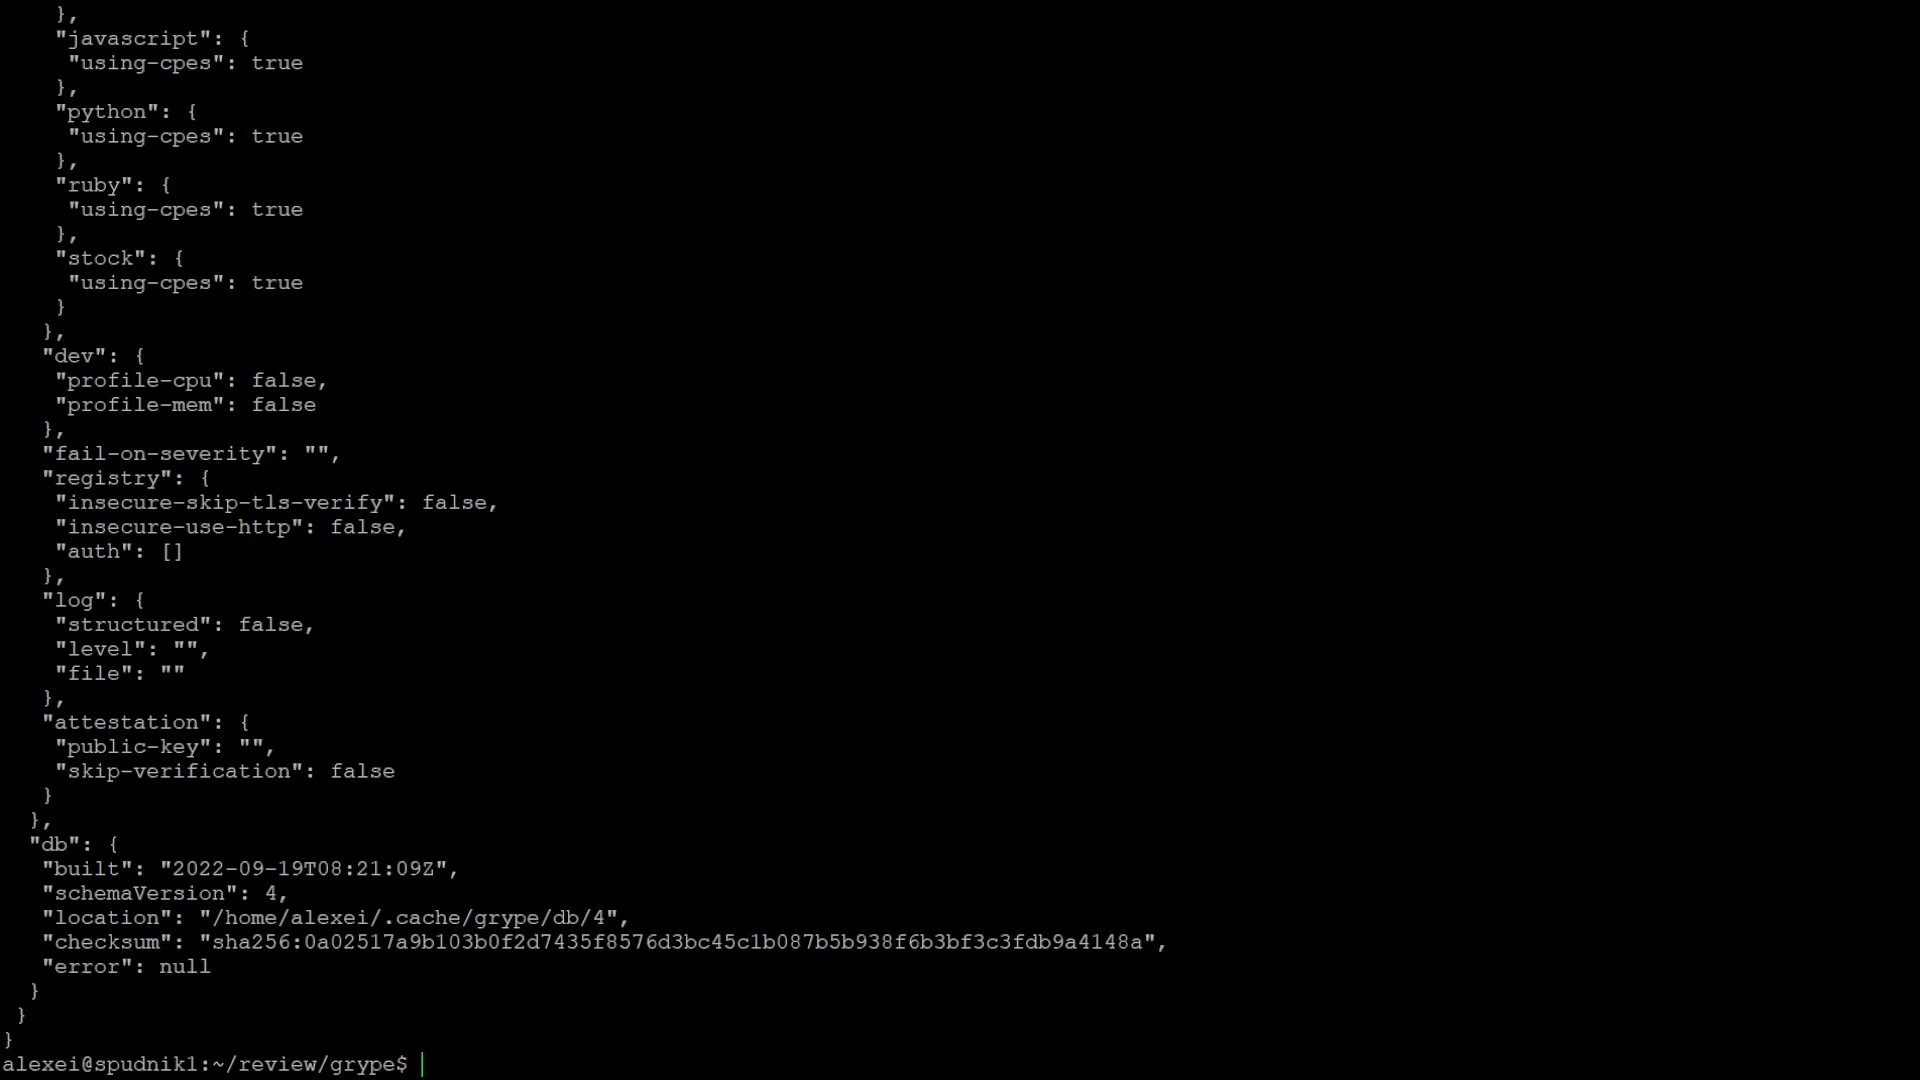 },
    "javascript": {
     "using-cpes": true
    },
    "python": {
     "using-cpes": true
    },
    "ruby": {
     "using-cpes": true
    },
    "stock": {
     "using-cpes": true
    }
   },
   "dev": {
    "profile-cpu": false,
    "profile-mem": false
   },
   "fail-on-severity": "",
   "registry": {
    "insecure-skip-tls-verify": false,
    "insecure-use-http": false,
    "auth": []
   },
   "log": {
    "structured": false,
    "level": "",
    "file": ""
   },
   "attestation": {
    "public-key": "",
    "skip-verification": false
   }
  },
  "db": {
   "built": "2022-09-19T08:21:09Z",
   "schemaVersion": 4,
   "location": "/home/alexei/.cache/grype/db/4",
   "checksum": "sha256:0a02517a9b103b0f2d7435f8576d3bc45c1b087b5b938f6b3bf3c3fdb9a4148a",
   "error": null
  }
 }
}
alexei@spudnik1:~/review/grype$